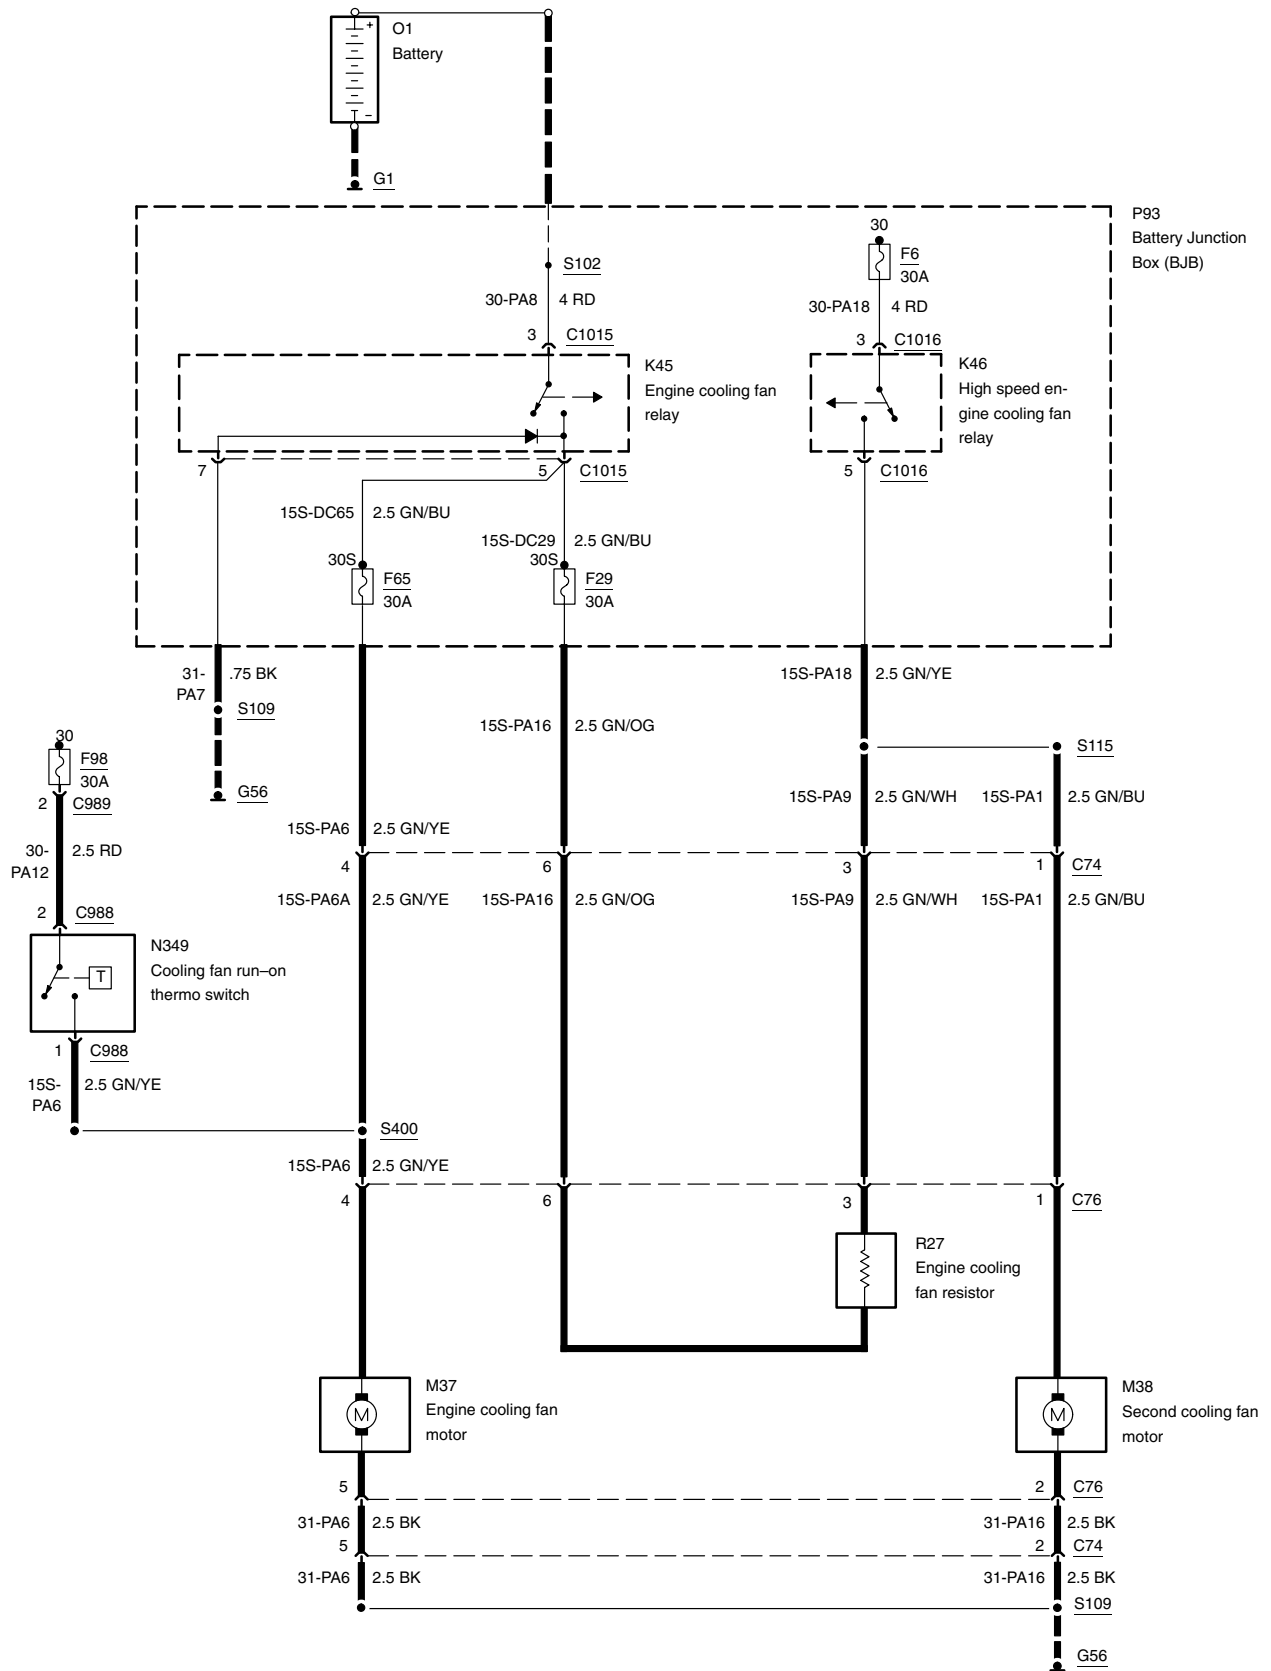 +
O1
Battery
–
G1
P93
Battery Junction
Box (BJB)
30
F6
30A
S102
30-PA8 4 RD
30-PA18 4 RD
3 C1015
3 C1016
K45
Engine cooling fan
relay
K46
High speed en-
gine cooling fan
relay
7
5 C1015
5 C1016
15S-DC65 2.5 GN/BU
15S-DC29 2.5 GN/BU
30S
F65
30A
30S
F29
30A
31-
PA7
.75 BK
S109
G56
15S-PA18 2.5 GN/YE
15S-PA16 2.5 GN/OG
S115
30
F98
30A
2 C989
30-
PA12
2.5 RD
2 C988
15S-PA6 2.5 GN/YE
15S-PA9 2.5 GN/WH
15S-PA1 2.5 GN/BU
4
6
3
1 C74
15S-PA6A 2.5 GN/YE
15S-PA16 2.5 GN/OG
15S-PA9 2.5 GN/WH
15S-PA1 2.5 GN/BU
N349
Cooling fan run–on
thermo switch
T
1 C988
15S-
PA6
2.5 GN/YE
S400
15S-PA6 2.5 GN/YE
4
6
3
1 C76
R27
Engine cooling
fan resistor
M37
Engine cooling fan
motor
M
M38
Second cooling fan
motor
M
5
2 C76
31-PA6 2.5 BK
31-PA16 2.5 BK
5
2 C74
31-PA6 2.5 BK
31-PA16 2.5 BK
S109
G56